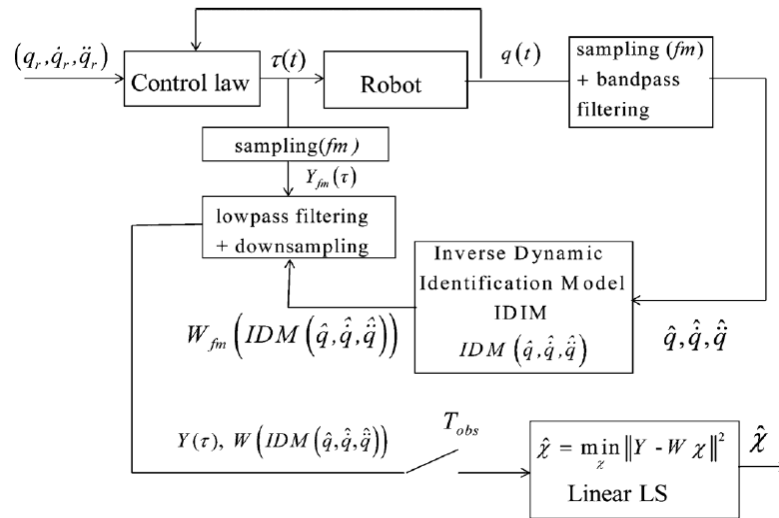 (q_r, q̇_r, q̈_r)
Control law
τ(t)
Robot
q(t)
sampling (fm)
+ bandpass
filtering
sampling(fm)
Y_fm(τ)
lowpass filtering
+ downsampling
Inverse Dynamic
Identification Model
IDIM
IDM (q̂, q̂̇, q̂̈)
W_fm (IDM (q̂, q̂̇, q̂̈))
q̂, q̂̇, q̂̈
Y(τ), W(IDM(q̂, q̂̇, q̂̈))
T_obs
χ̂ = min_χ ‖Y - W χ‖²
Linear LS
χ̂